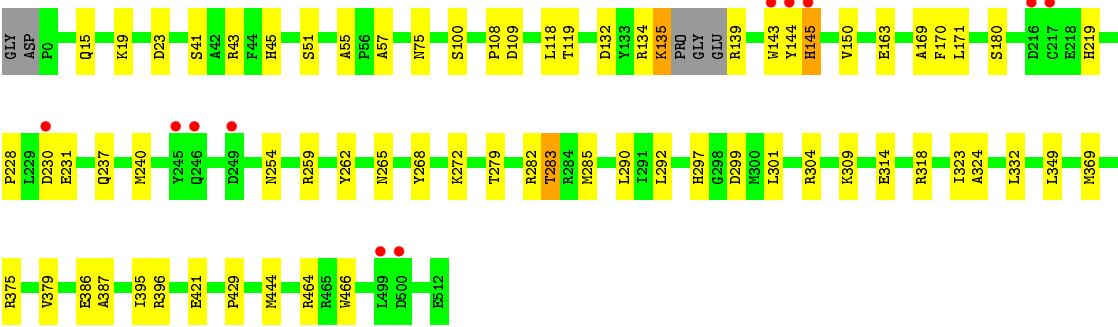 GLY ASP P0 Q15 K19 D23 S41 A42 R43 F44 H45 S51 A55 P56 A57 N75 S100 P108 D109 L118 T119 D132 Y133 R134 K135 PRO GLY GLU R139 W143 Y144 H145 V150 E163 A169 F170 L171 S180 D216 C217 E218 H219
P228 L229 D230 E231 Q237 M240 Y245 Q246 D249 N254 R259 Y262 N265 Y268 K272 T279 R282 T283 R284 M285 L290 I291 L292 H297 G298 D299 M300 L301 R304 K309 E314 R318 I323 A324 L332 L349 M369
R375 V379 E386 A387 I395 R396 E421 P429 M444 R464 R465 W466 L499 D500 E512